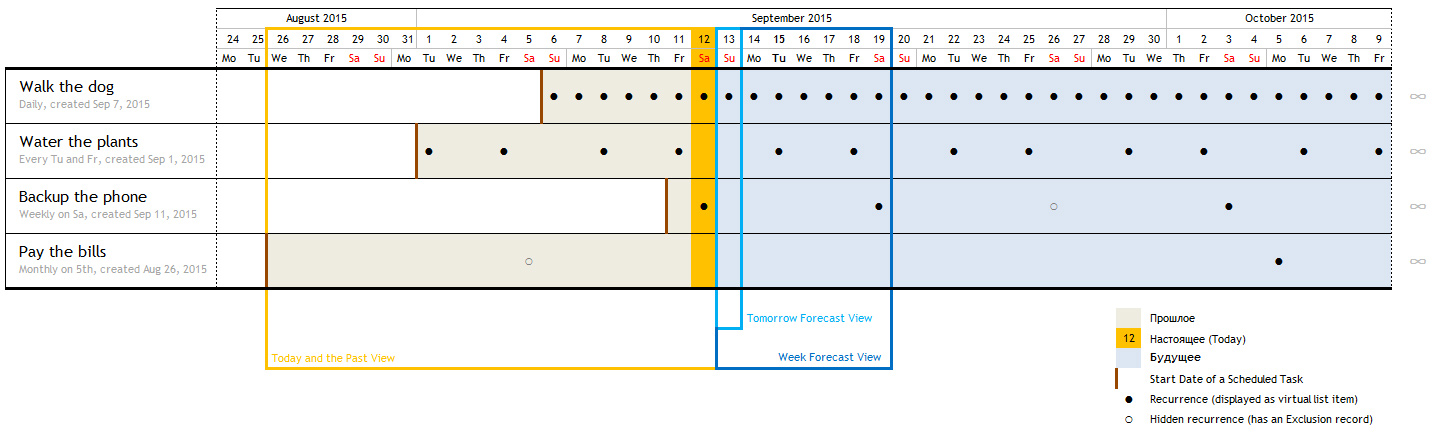 August 2015 September 2015 October 2015
24 25 26 27 28 29 30 31 1 2 3 4 5 6 7 8 9 10 11 12 13 14 15 16 17 18 19 20 21 22 23 24 25 26 27 28 29 30 1 2 3 4 5 6 7 8 9
Mo Tu We Th Fr Sa Su Mo Tu We Th Fr Sa Su Mo Tu We Th Fr Sa Su Mo Tu We Th Fr Sa Su Mo Tu We Th Fr Sa Su Mo Tu We Th Fr Sa Su Mo Tu We Th Fr
Walk the dog
Daily, created Sep 7, 2015
∞
Water the plants
Every Tu and Fr, created Sep 1, 2015
∞
Backup the phone
Weekly on Sa, created Sep 11, 2015
∞
Pay the bills
Monthly on 5th, created Aug 26, 2015
∞
Tomorrow Forecast View
Today and the Past View
Week Forecast View
Прошлое
12 Настоящее (Today)
Будущее
Start Date of a Scheduled Task
Recurrence (displayed as virtual list item)
Hidden recurrence (has an Exclusion record)